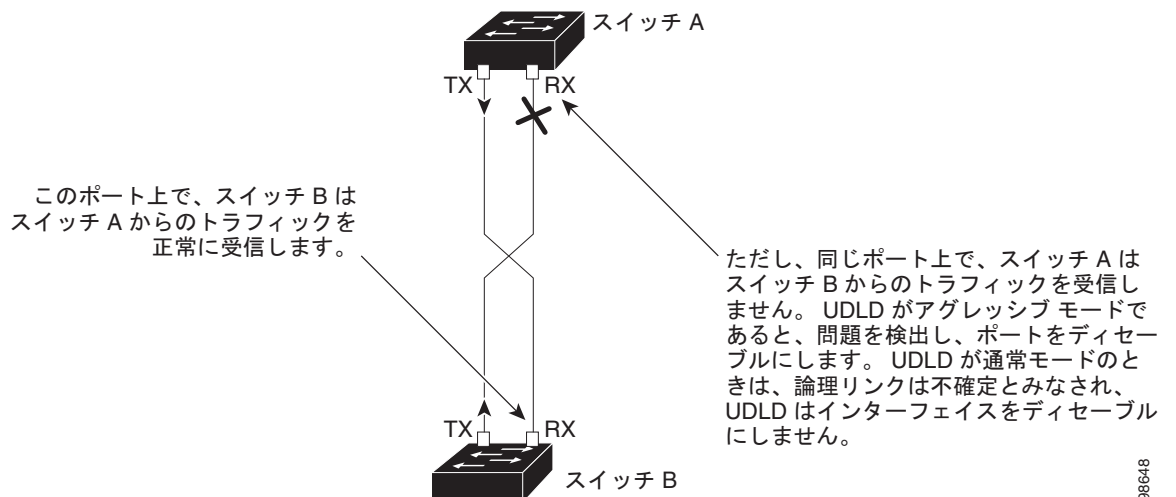 スイッチ A
TX
RX
このポート上で、スイッチ B は
スイッチ A からのトラフィックを
正常に受信します。
ただし、同じポート上で、スイッチ A は
スイッチ B からのトラフィックを受信し
ません。 UDLD がアグレッシブ モードで
あると、問題を検出し、ポートをディセー
ブルにします。 UDLD が通常モードのと
きは、論理リンクは不確定とみなされ、
UDLD はインターフェイスをディセーブル
にしません。
TX
RX
スイッチ B
98648